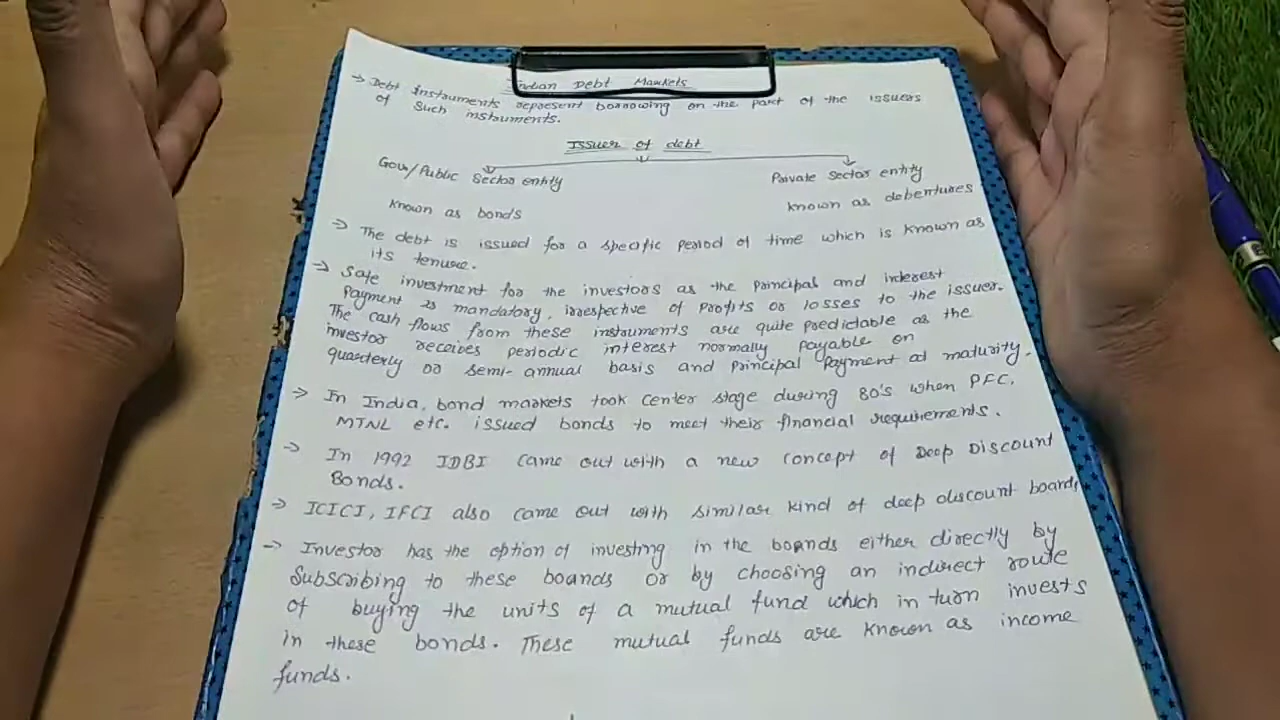 Indian Debt Markets
→ Debt Instruments represent borrowing on the part of the issuers
of such instruments.
Issuer of debt
Gov/Public Sector entity
Private Sector entity
Known as bonds
Known as debentures
→ The debt is issued for a specific period of time which is known as
its tenure.
→ Safe investment for the investors as the principal and interest
Payment is mandatory, irrespective of Profits or losses to the issuer.
The cash flows from these instruments are quite predictable as the
investor receives periodic interest normally payable on
quarterly or semi-annual basis and principal Payment at maturity.
→ In India, bond markets took center stage during 80's when PFC,
MTNL etc. issued bonds to meet their financial requirements.
→ In 1992 IDBI came out with a new concept of Deep Discount
Bonds.
→ ICICI, IFCI also came out with similar kind of deep discount board,
→ Investor has the option of investing in the bonds either directly by
Subscribing to these bounds or by choosing an indirect route
of buying the units of a mutual fund which in turn invests
in these bonds. These mutual funds are known as income
funds.